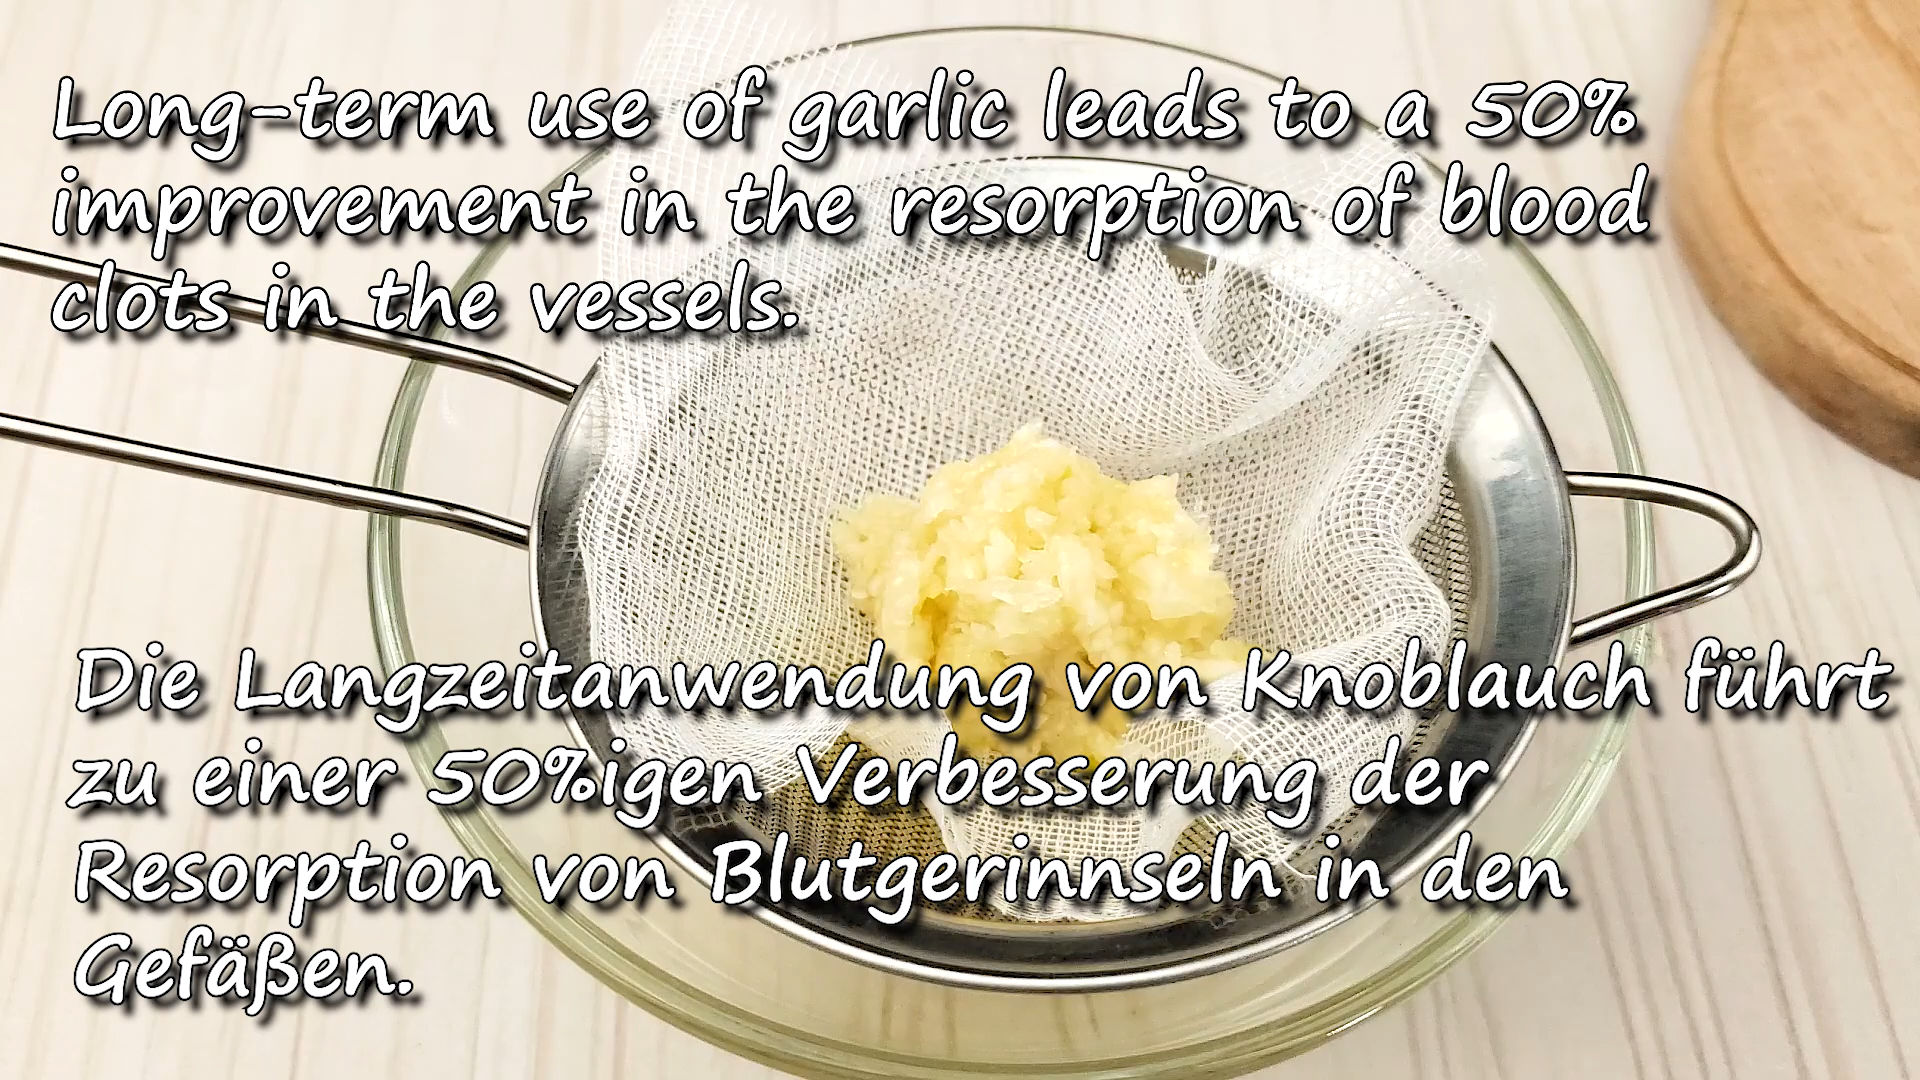 Long-term use of garlic leads to a 50%
improvement in the resorption of blood
clots in the vessels.
Die Langzeitanwendung von Knoblauch führt
zu einer 50%igen Verbesserung der
Resorption von Blutgerinnseln in den
Gefäßen.